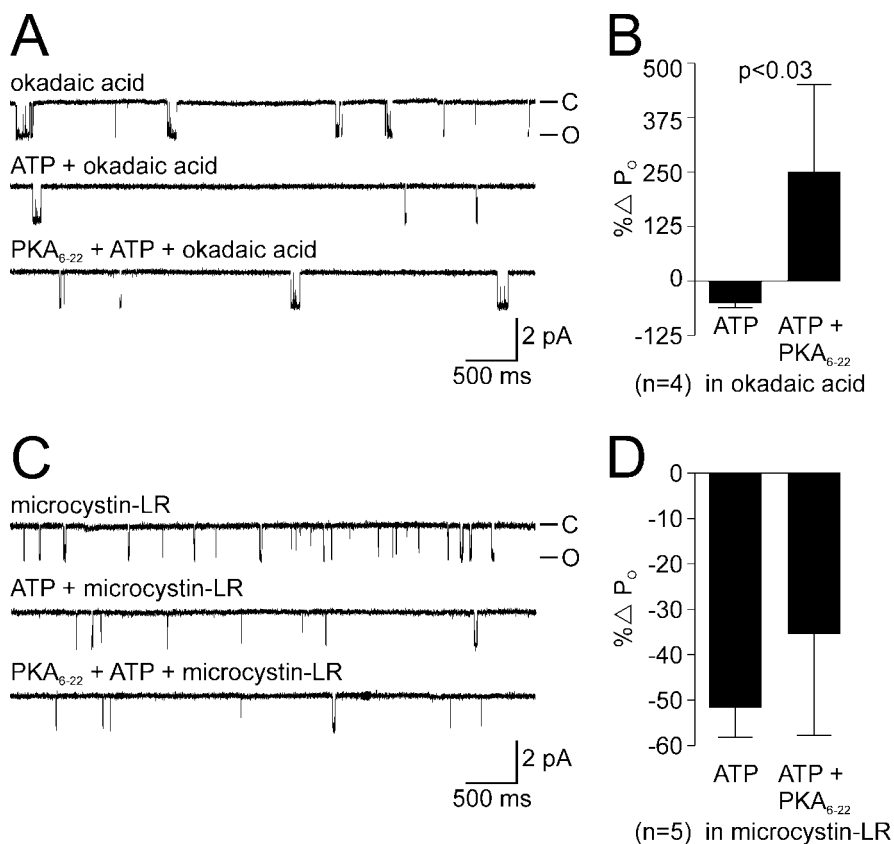 A
okadaic acid
C
O
ATP + okadaic acid
PKA₆₋₂₂ + ATP + okadaic acid
2 pA
500 ms
B
500
375
250
125
0
-125
%△ Pₒ
p<0.03
ATP
ATP +
PKA₆₋₂₂
(n=4) in okadaic acid
C
microcystin-LR
C
O
ATP + microcystin-LR
PKA₆₋₂₂ + ATP + microcystin-LR
2 pA
500 ms
D
0
-10
-20
-30
-40
-50
-60
%△ Pₒ
ATP
ATP +
PKA₆₋₂₂
(n=5) in microcystin-LR